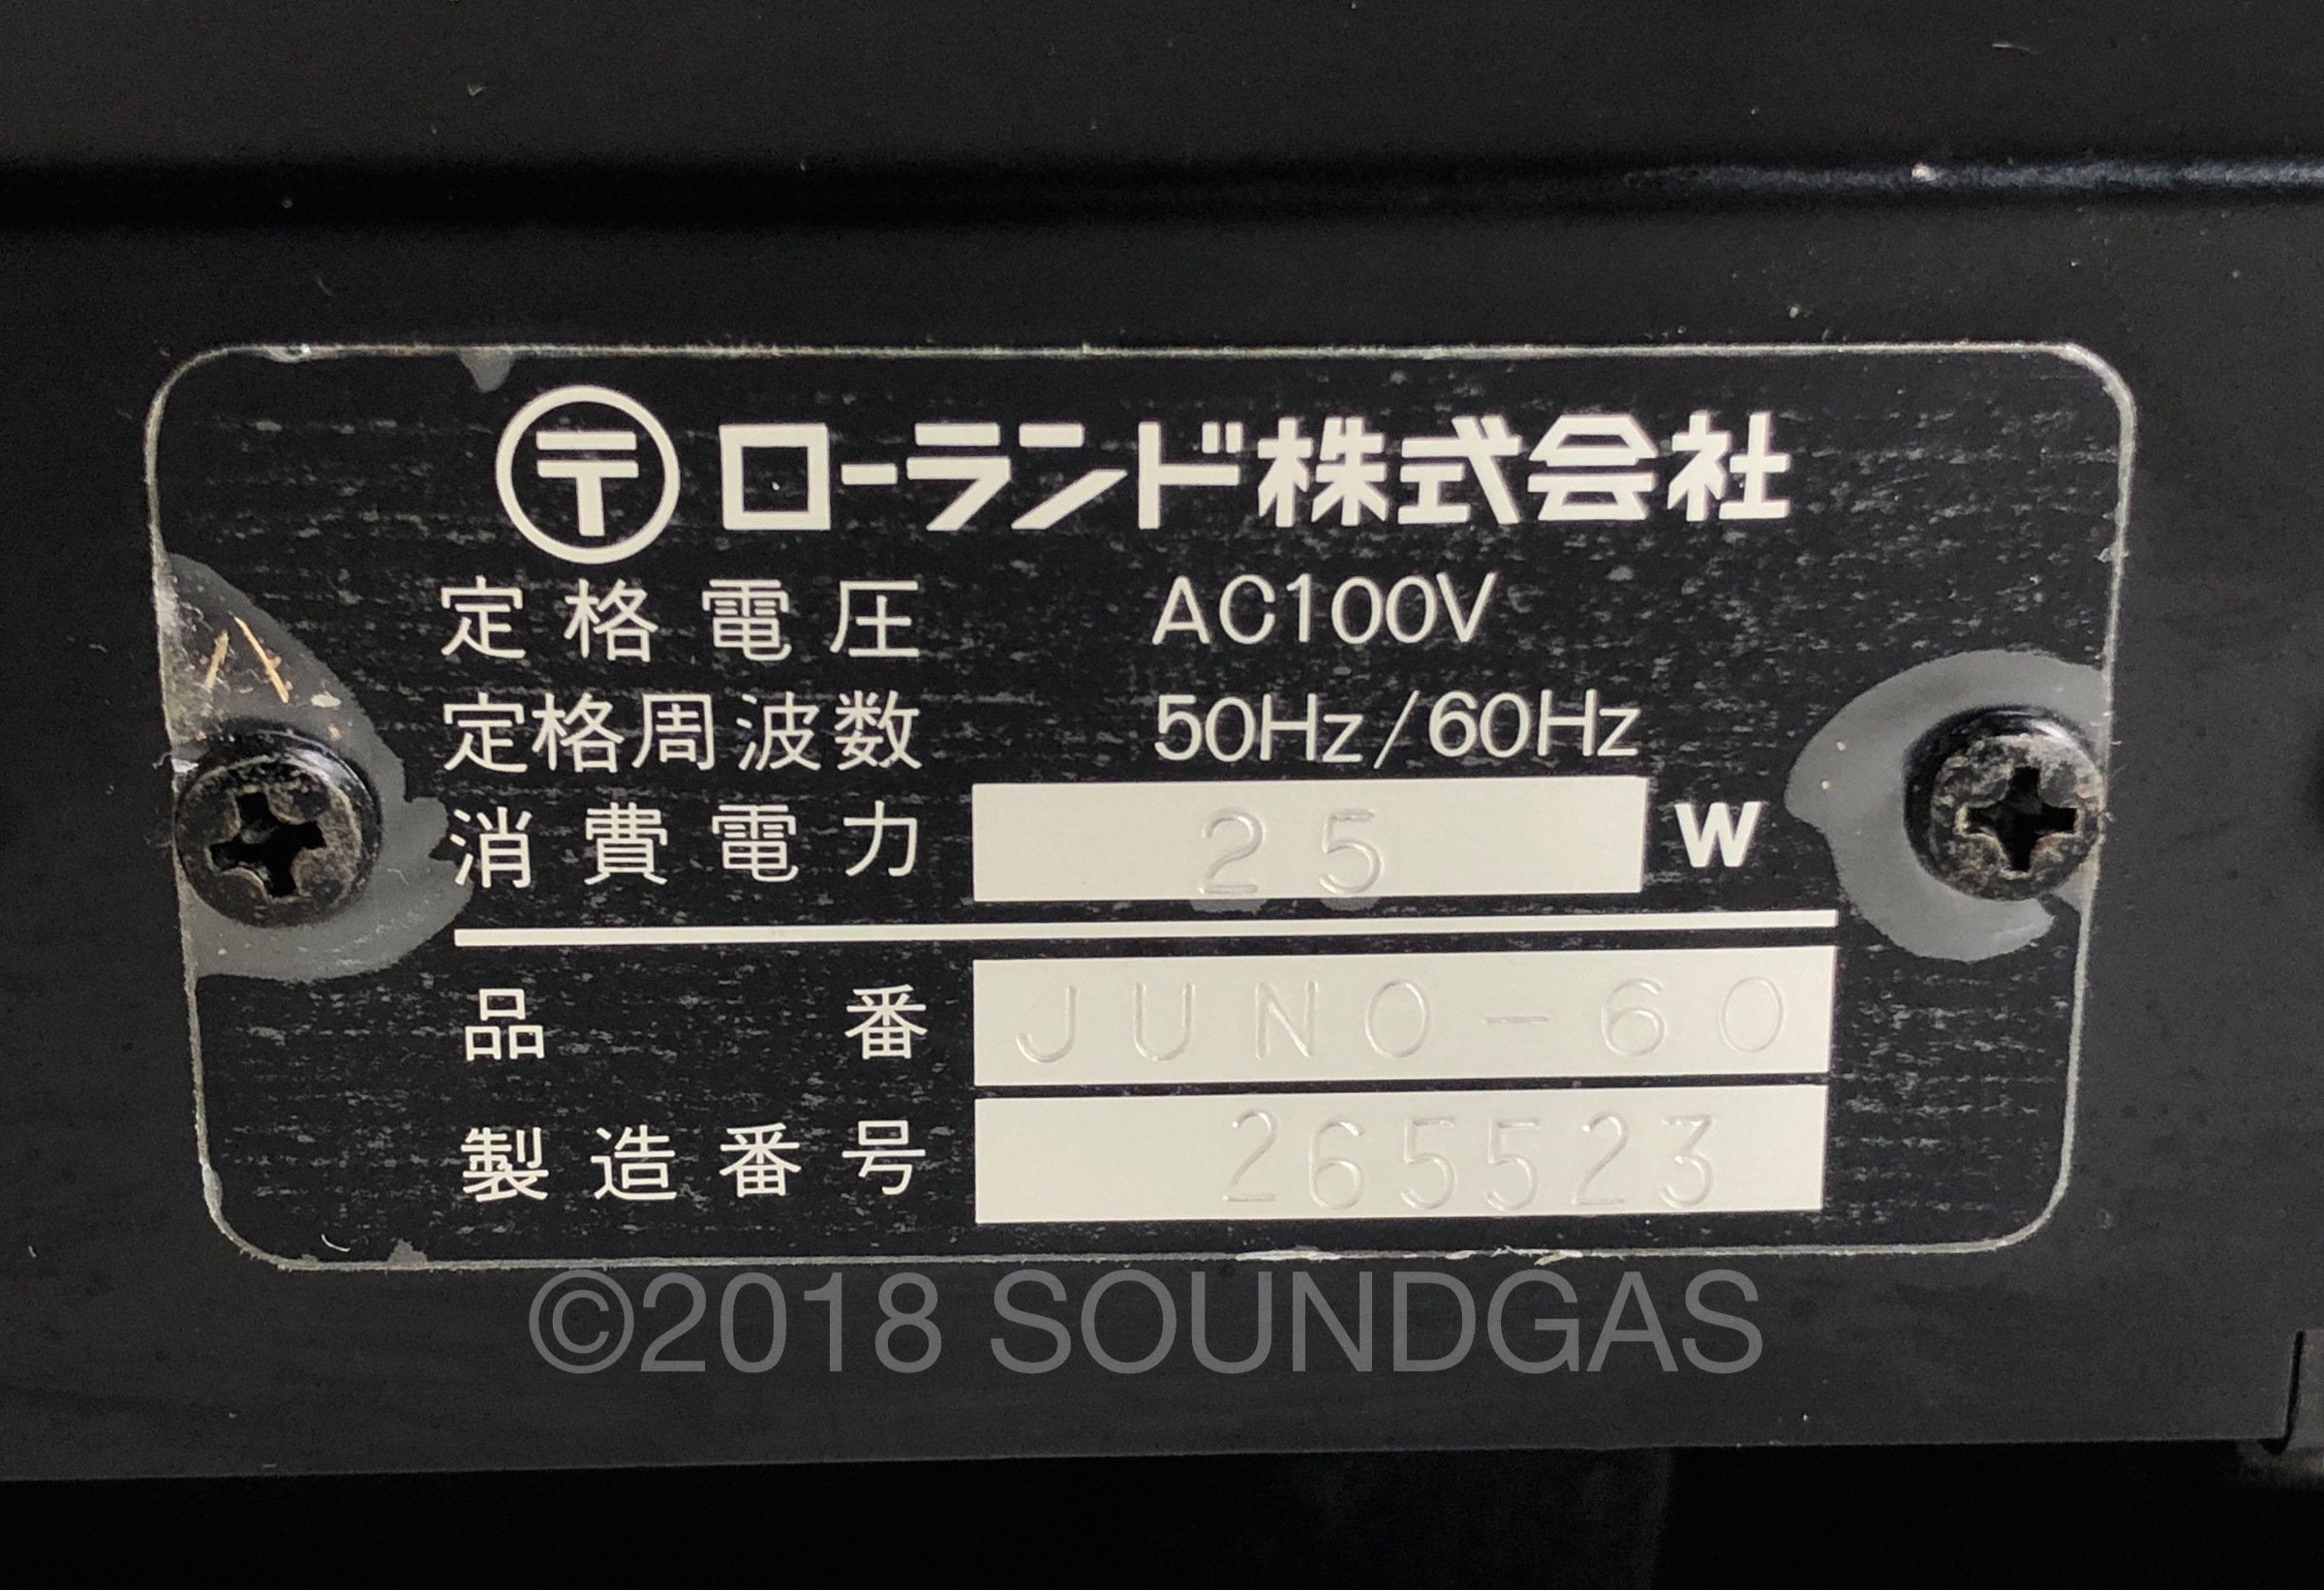 〒ローランド株式会社
定格電圧 AC100V
定格周波数 50Hz/60Hz
消費電力 25 W
品番 JUNO-60
製造番号 265523
©2018 SOUNDGAS